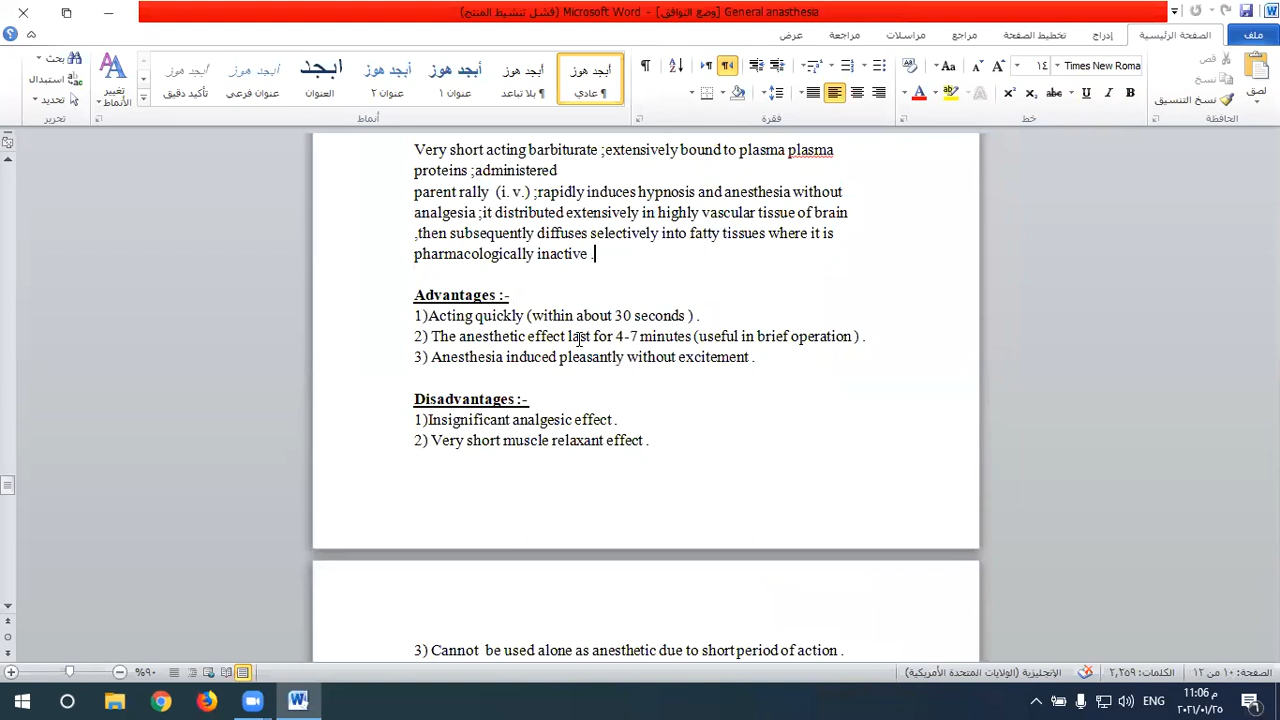 General anasthesia [وضع التوافق] - Microsoft Word (فشل تنشيط المنتج)
ملف
الصفحة الرئيسية
إدراج
تخطيط الصفحة
مراجع
مراسلات
مراجعة
عرض
لصق
قص
نسخ
نسخ التنسيق
الحافظة
Times New Roma
١٤
خط
فقرة
أبجد هوز
عادي ¶
أبجد هوز
بلا تباعد ¶
أبجد هوز
عنوان ١
أبجد هوز
عنوان ٢
ابجد
العنوان
أبجد هوز
عنوان فرعي
أبجد هوز
تأكيد دقيق
أنماط
تغيير الأنماط
بحث
استبدال
تحديد
تحرير
Very short acting barbiturate ;extensively bound to plasma plasma
proteins ;administered
parent rally (i. v.) ;rapidly induces hypnosis and anesthesia without
analgesia ;it distributed extensively in highly vascular tissue of brain
,then subsequently diffuses selectively into fatty tissues where it is
pharmacologically inactive .
Advantages :-
1)Acting quickly (within about 30 seconds ) .
2) The anesthetic effect last for 4-7 minutes (useful in brief operation ) .
3) Anesthesia induced pleasantly without excitement .
Disadvantages :-
1)Insignificant analgesic effect .
2) Very short muscle relaxant effect .
3) Cannot be used alone as anesthetic due to short period of action .
الصفحة: ١٠ من ١٢
الكلمات: ٢,٢٥٩
الإنجليزية (الولايات المتحدة الأمريكية)
٩٠%
ENG
11:06 م
٢٠٢١/٠١/٢٥